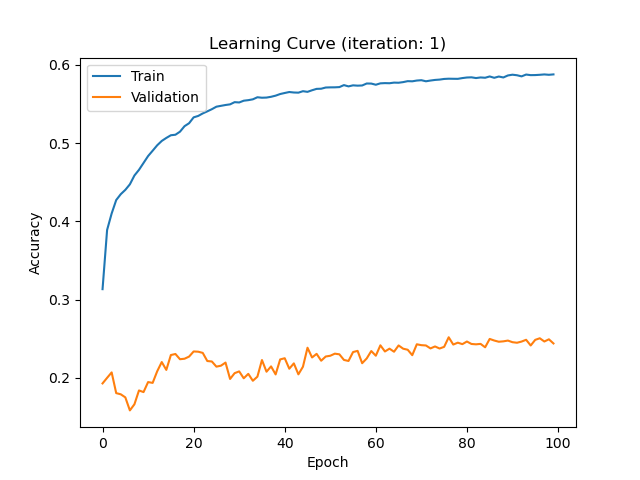 Learning Curve (iteration: 1)
Train
Validation
Accuracy
0.6
0.5
0.4
0.3
0.2
0 20 40 60 80 100
Epoch